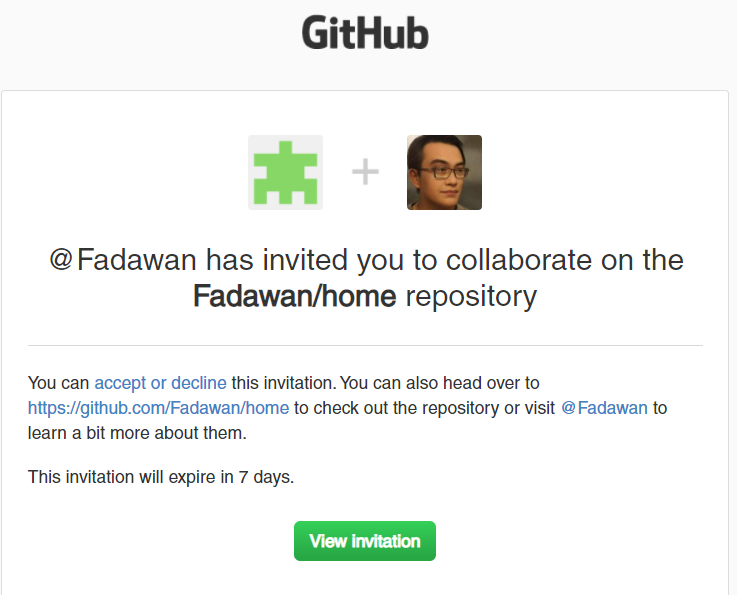 GitHub
@Fadawan has invited you to collaborate on the
Fadawan/home repository
You can accept or decline this invitation. You can also head over to
https://github.com/Fadawan/home to check out the repository or visit @Fadawan to
learn a bit more about them.
This invitation will expire in 7 days.
View invitation